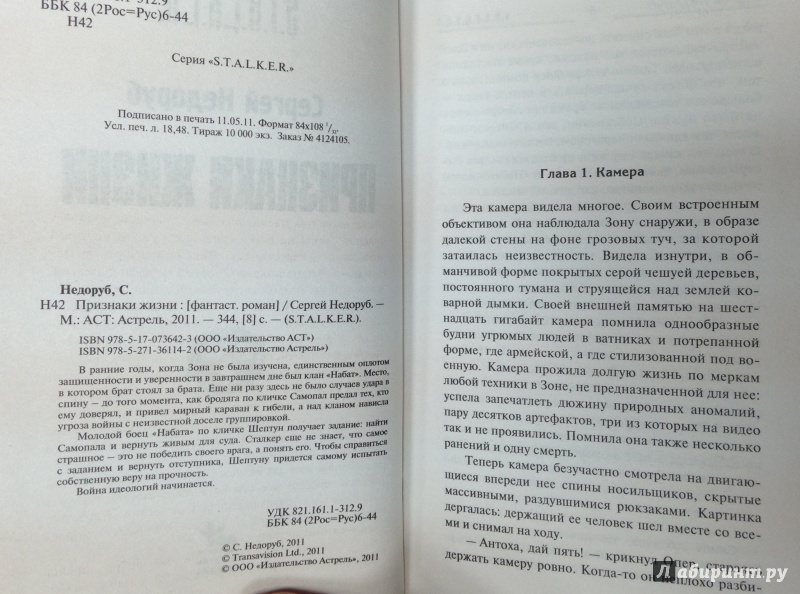 ББК 84 (2Рос=Рус)6-44
Н42
Серия «S.T.A.L.K.E.R.»
Подписано в печать 11.05.11. Формат 84x108 1/32.
Усл. печ. л. 18,48. Тираж 10 000 экз. Заказ № 4124105.
Недоруб, С.
Н42 Признаки жизни : [фантаст. роман] / Сергей Недоруб. —
М.: АСТ: Астрель, 2011. — 344, [8] с. — (S.T.A.L.K.E.R.).
ISBN 978-5-17-073642-3 (ООО «Издательство АСТ»)
ISBN 978-5-271-36114-2 (ООО «Издательство Астрель»)
В ранние годы, когда Зона не была изучена, единственным оплотом
защищенности и уверенности в завтрашнем дне был клан «Набат». Место,
в котором брат стоял за брата. Еще ни разу здесь не было случаев удара в
спину — до того момента, как бродяга по кличке Самопал предал тех, кто
ему доверял, и привел мирный караван к гибели, а над кланом нависла
угроза войны с неизвестной доселе группировкой.
Молодой боец «Набата» по кличке Шептун получает задание: найти
Самопала и вернуть живым для суда. Сталкер еще не знает, что самое
страшное — это не победить своего врага, а понять его. Чтобы справиться
с заданием и вернуть отступника, Шептуну придется самому испытать
собственную веру на прочность.
Война идеологий начинается.
УДК 821.161.1-312.9
ББК 84 (2Рос=Рус)6-44
© С. Недоруб, 2011
© Transavision Ltd., 2011
© ООО «Издательство Астрель», 2011
Глава 1. Камера
Эта камера видела многое. Своим встроенным
объективом она наблюдала Зону снаружи, в образе
далекой стены на фоне грозовых туч, за которой
затаилась неизвестность. Видела изнутри, в об-
манчивой форме покрытых серой чешуей деревьев,
постоянного тумана и струящейся над землей ко-
варной дымки. Своей внешней памятью на шест-
надцать гигабайт камера помнила однообразные
будни угрюмых людей в ватниках и потрепанной
форме, где армейской, а где стилизованной под во-
енную. Камера прожила долгую жизнь по меркам
любой техники в Зоне, не предназначенной для нее:
успела запечатлеть дюжину природных аномалий,
пару десятков артефактов, три из которых на видео
так и не проявились. Помнила она также несколько
ранений и одну смерть.
Теперь камера безучастно смотрела на двигаю-
щиеся впереди нее спины носильщиков, скрытые
массивными, раздувшимися рюкзаками. Картинка
дергалась: держащий ее человек шел вместе со все-
ми и снимал на ходу.
— Антоха, дай пять! — крикнул Опер, стараясь
держать камеру ровно. Когда-то он неплохо разби-
Лабиринт.ру